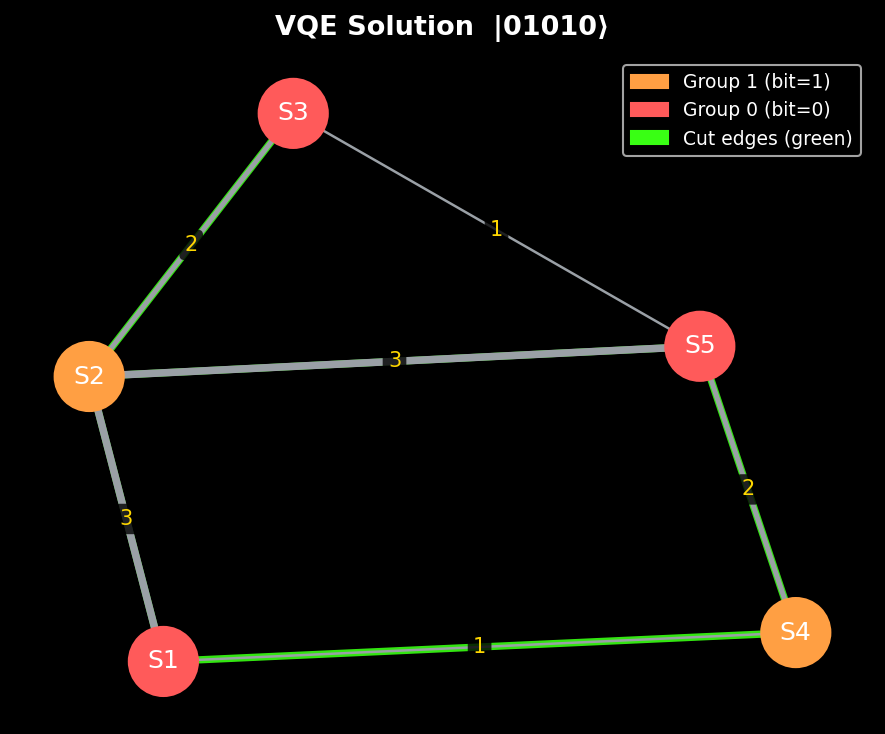 VQE Solution |01010⟩
Group 1 (bit=1)
Group 0 (bit=0)
Cut edges (green)
S3
1
2
S5
3
S2
2
3
S4
1
S1